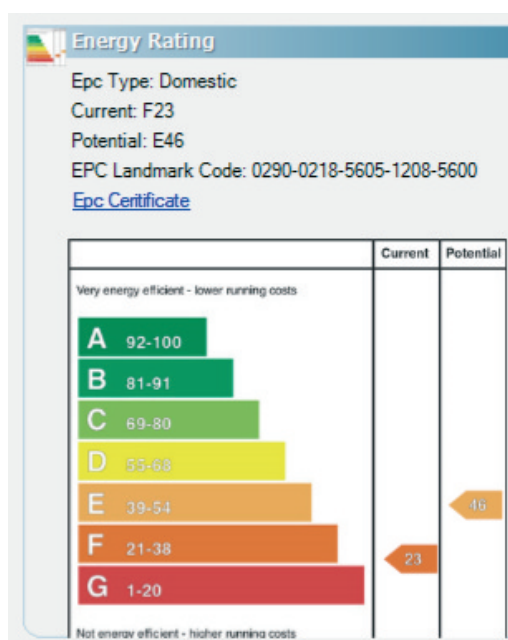 Energy Rating
Epc Type: Domestic
Current: F23
Potential: E46
EPC Landmark Code: 0290-0218-5605-1208-5600
Epc Ceritificate
Current Potential
Very energy efficient - lower running costs
A 92-100
B 81-91
C 69-80
D 55-68
E 39-54 46
F 21-38 23
G 1-20
Not energy efficient - higher running costs